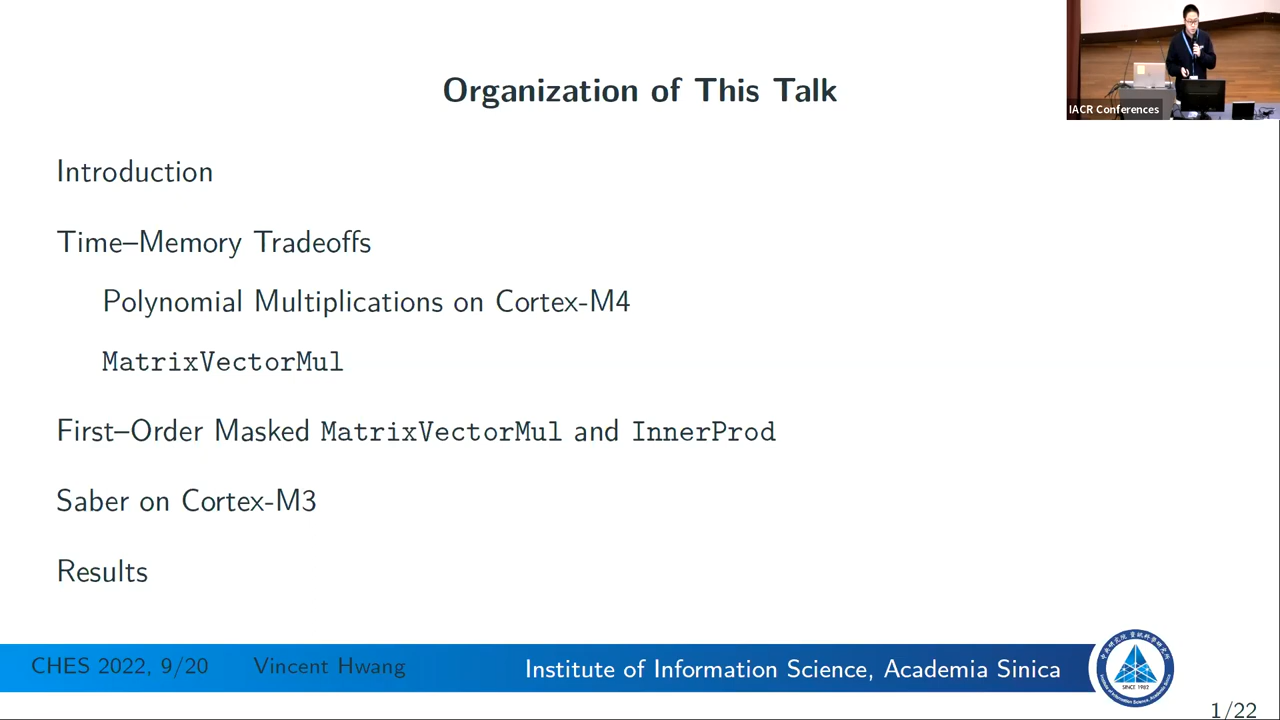 Organization of This Talk
IACR Conferences
Introduction
Time–Memory Tradeoffs
Polynomial Multiplications on Cortex-M4
MatrixVectorMul
First–Order Masked MatrixVectorMul and InnerProd
Saber on Cortex-M3
Results
CHES 2022, 9/20 Vincent Hwang Institute of Information Science, Academia Sinica
SINCE 1982
1/22